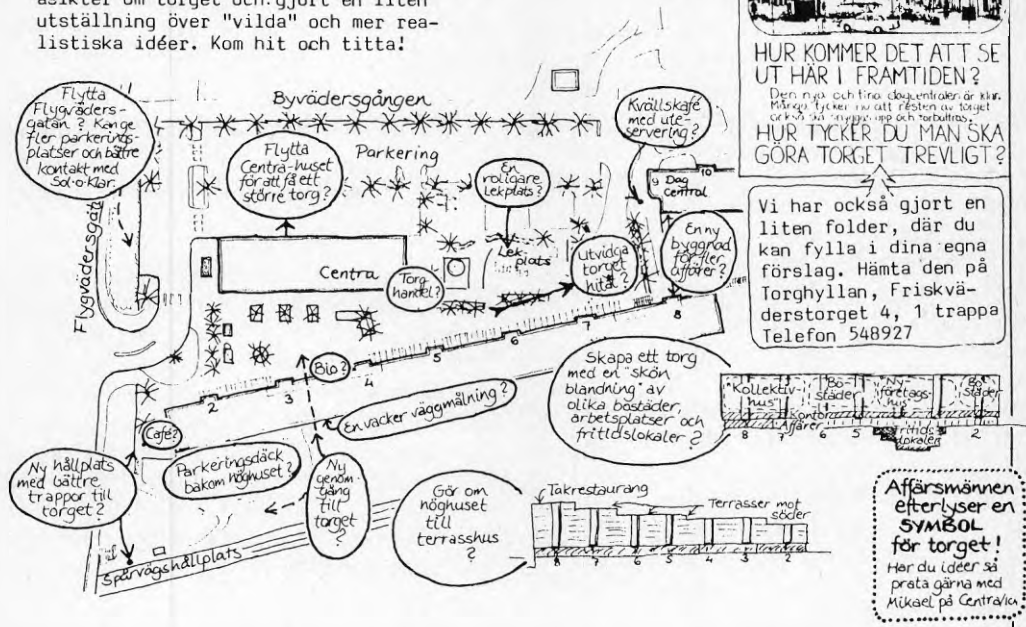 åsikter om torget och gjort en liten
utställning över "vilda" och mer rea-
listiska idéer. Kom hit och titta!
HUR KOMMER DET ATT SE
UT HÄR I FRAMTIDEN?
Den nya och fina dagcentralen är klar.
Många tycker nu att resten av torget
också ska snyggas upp och förbättras.
HUR TYCKER DU MAN SKA
GÖRA TORGET TREVLIGT?
Vi har också gjort en
liten folder, där du
kan fylla i dina egna
förslag. Hämta den på
Torghyllan, Friskvä-
derstorget 4, 1 trappa
Telefon 548927
Flytta
Flygväders-
gatan? Kan ge
fler parkerings-
platser och bättre
kontakt med
Sol-o-klar.
Byvädersgången
Parkering
Flygvädersgat
Flytta
Centra-huset
för att få ett
större torg?
Centra
En
roligare
Lekplats?
Lek
plats
Kvällskafé
med ute-
servering?
9 10
Dag
central
Torg
handel?
Utvidga
torget
hit?
En ny
byggnad
för fler
affärer?
2 3 4 5 6 7 8
Bio?
Café?
En vacker väggmålning?
Parkeringsdäck
bakom höghuset?
Ny
genom-
gång
till
torget
?
Ny hållplats
med bättre
trappor till
torget?
Spårvägshållplats
Skapa ett torg
med en "skön
blandning" av
olika bostäder,
arbetsplatser och
fritidslokaler
?
"Kollektiv-
hus"
Bo-
städer
Ny-
företags-
hus
Bo-
städer
Kontor
Affärer
Fritids
lokaler
8 7 6 5 2
Gör om
höghuset
till
terrasshus
?
Takrestaurang
Terrasser mot
söder
8 7 6 5 4 3 2
Affärsmännen
efterlyser en
SYMBOL
för torget!
Har du idéer så
prata gärna med
Mikael på Centra/ICA